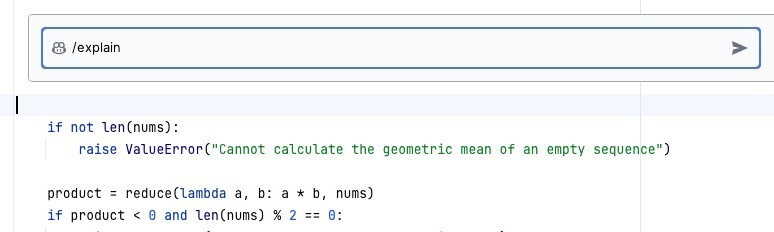 /explain
if not len(nums):
raise ValueError("Cannot calculate the geometric mean of an empty sequence")
product = reduce(lambda a, b: a * b, nums)
if product < 0 and len(nums) % 2 == 0: